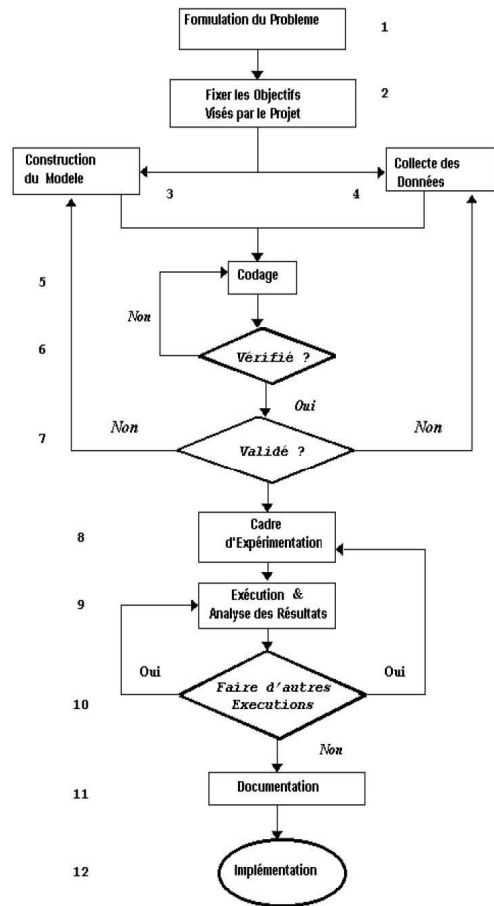 Formulation du Probleme
1
Fixer les Objectifs
Visés par le Projet
2
Construction
du Modele
3
4
Collecte des
Données
5
Codage
Non
6
Vérifié ?
Oui
7
Non
Validé ?
Non
8
Cadre
d'Expérimentation
9
Exécution &
Analyse des Résultats
Oui
Oui
10
Faire d'autres
Executions
Non
11
Documentation
12
Implémentation